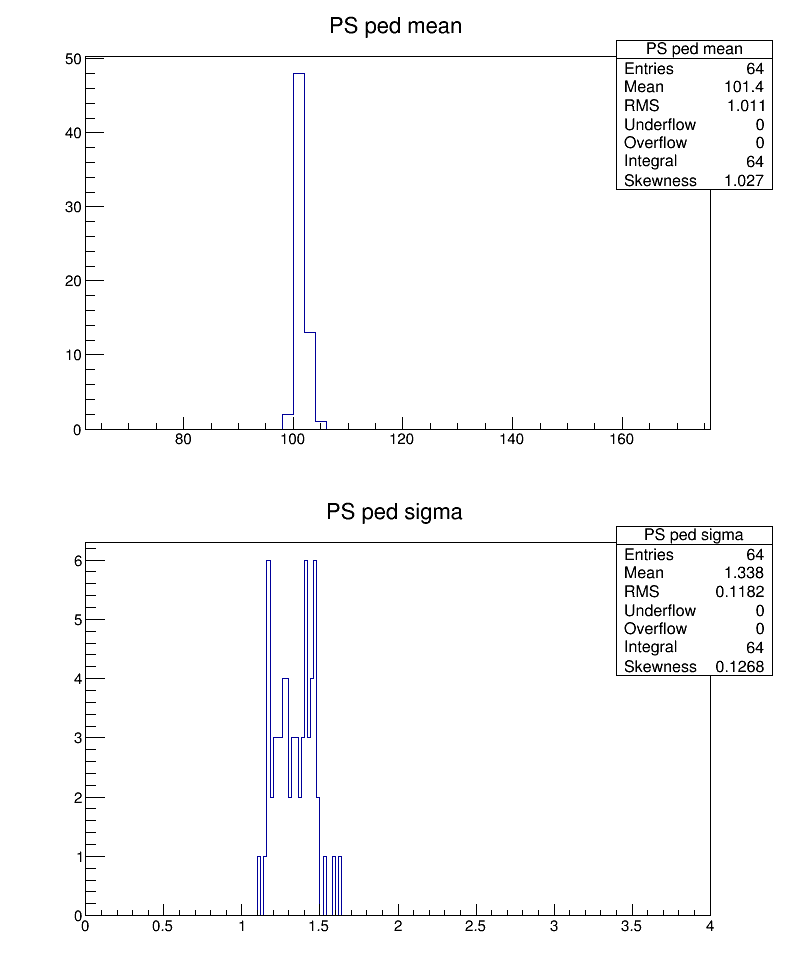 PS ped mean
PS ped mean
Entries 64
Mean 101.4
RMS 1.011
Underflow 0
Overflow 0
Integral 64
Skewness 1.027
50
40
30
20
10
0
80 100 120 140 160
PS ped sigma
PS ped sigma
Entries 64
Mean 1.338
RMS 0.1182
Underflow 0
Overflow 0
Integral 64
Skewness 0.1268
6
5
4
3
2
1
0
0 0.5 1 1.5 2 2.5 3 3.5 4